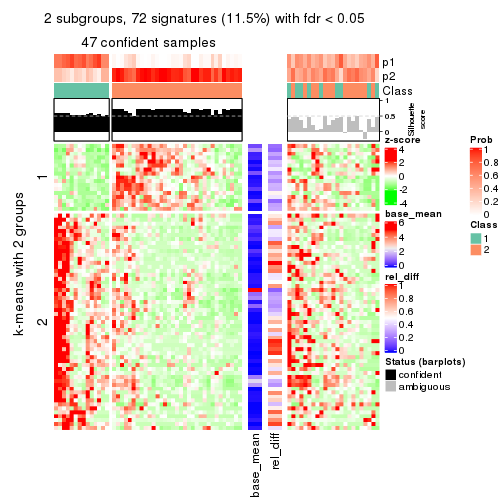 2 subgroups, 72 signatures (11.5%) with fdr < 0.05
47 confident samples
p1
p2
Class
1
0.5
0
Silhouette score
k-means with 2 groups
1
2
base_mean
rel_diff
z-score
4
2
0
-2
-4
base_mean
6
4
2
0
rel_diff
1
0.8
0.6
0.4
0.2
0
Status (barplots)
confident
ambiguous
Prob
1
0.8
0.6
0.4
0.2
0
Class
1
2